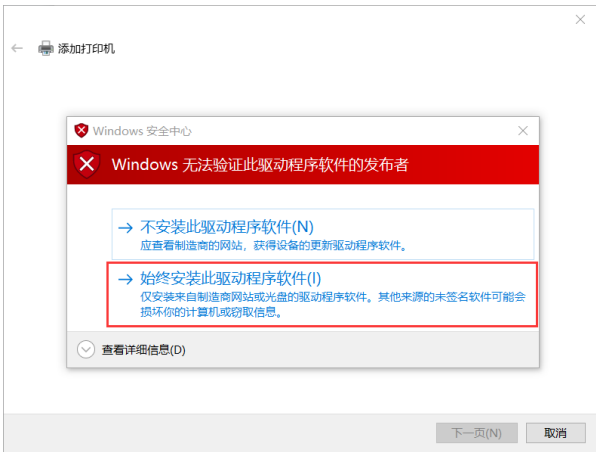 添加打印机
Windows 安全中心
Windows 无法验证此驱动程序软件的发布者
不安装此驱动程序软件(N)
应查看制造商的网站，获得设备的更新驱动程序软件。
始终安装此驱动程序软件(I)
仅安装来自制造商网站或光盘的驱动程序软件。其他来源的未签名软件可能会
损坏你的计算机或窃取信息。
查看详细信息(D)
下一页(N) 取消